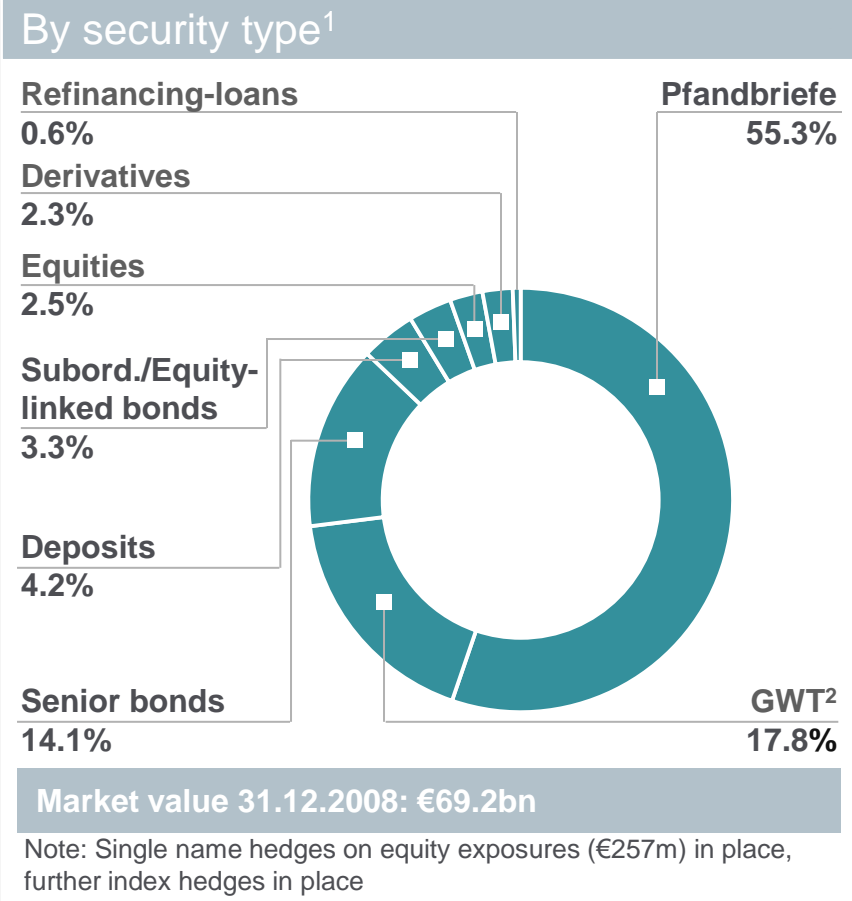 By security type¹
Refinancing-loans
0.6%
Derivatives
2.3%
Equities
2.5%
Subord./Equity-
linked bonds
3.3%
Deposits
4.2%
Senior bonds
14.1%
Pfandbriefe
55.3%
GWT²
17.8%
Market value 31.12.2008: €69.2bn
Note: Single name hedges on equity exposures (€257m) in place,
further index hedges in place